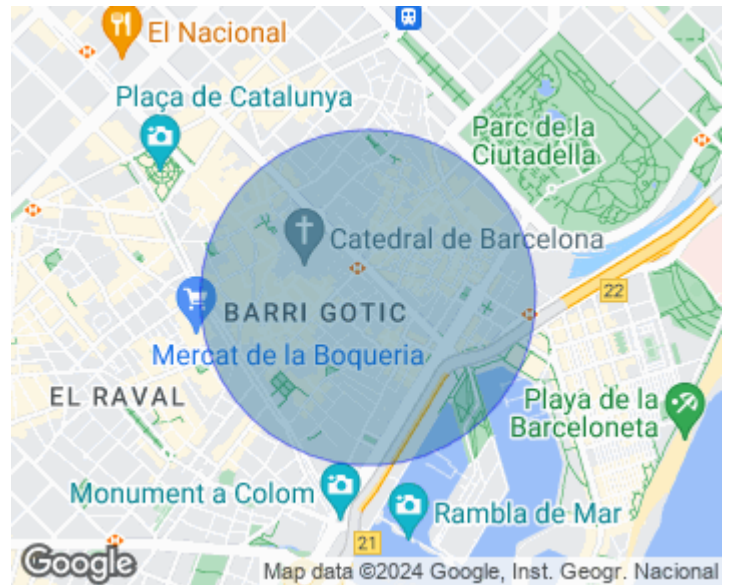 El Nacional
Plaça de Catalunya
Parc de la
Ciutadella
Catedral de Barcelona
22
BARRI GOTIC
Mercat de la Boqueria
EL RAVAL
Playa de la
Barceloneta
Monument a Colom
Rambla de Mar
21
Google
Map data ©2024 Google, Inst. Geogr. Nacional